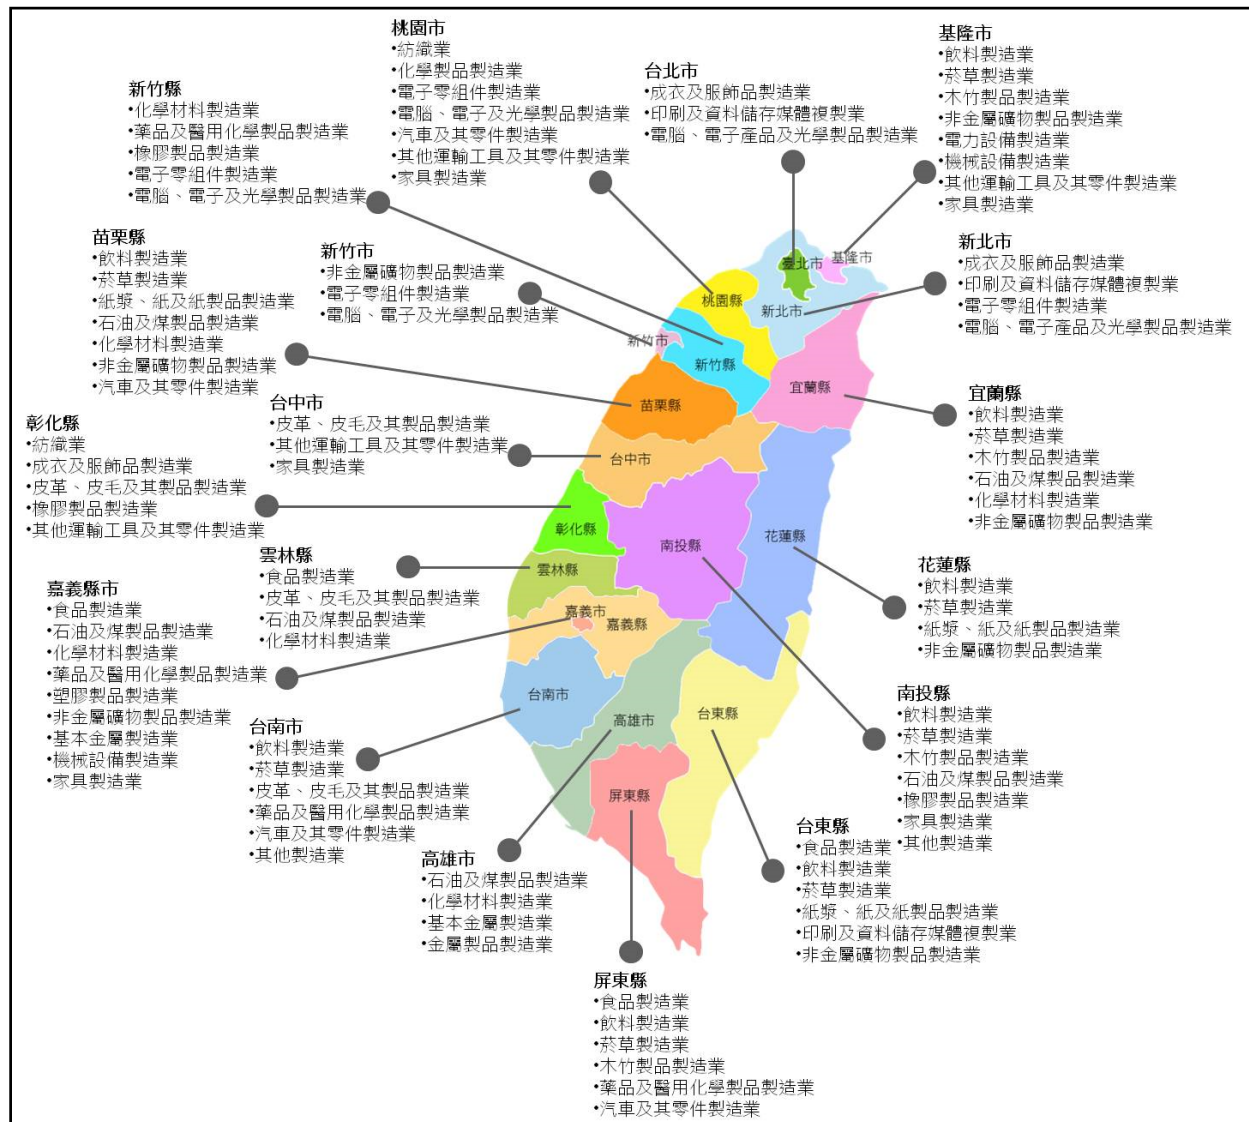 桃園市
•紡織業
•化學製品製造業
•電子零組件製造業
•電腦、電子及光學製品製造業
•汽車及其零件製造業
•其他運輸工具及其零件製造業
•家具製造業
基隆市
•飲料製造業
•菸草製造業
•木竹製品製造業
•非金屬礦物製品製造業
•電力設備製造業
•機械設備製造業
•其他運輸工具及其零件製造業
•家具製造業
台北市
•成衣及服飾品製造業
•印刷及資料儲存媒體複製業
•電腦、電子產品及光學製品製造業
新竹縣
•化學材料製造業
•藥品及醫用化學製品製造業
•橡膠製品製造業
•電子零組件製造業
•電腦、電子及光學製品製造業
苗栗縣
•飲料製造業
•菸草製造業
•紙漿、紙及紙製品製造業
•石油及煤製品製造業
•化學材料製造業
•非金屬礦物製品製造業
•汽車及其零件製造業
新竹市
•非金屬礦物製品製造業
•電子零組件製造業
•電腦、電子及光學製品製造業
新北市
•成衣及服飾品製造業
•印刷及資料儲存媒體複製業
•電子零組件製造業
•電腦、電子產品及光學製品製造業
臺北市
基隆市
桃園縣
新北市
新竹市
新竹縣
宜蘭縣
苗栗縣
台中市
彰化縣
南投縣
花蓮縣
雲林縣
嘉義市
嘉義縣
台南市
高雄市
台東縣
屏東縣
台中市
•皮革、皮毛及其製品製造業
•其他運輸工具及其零件製造業
•家具製造業
宜蘭縣
•飲料製造業
•菸草製造業
•木竹製品製造業
•石油及煤製品製造業
•化學材料製造業
•非金屬礦物製品製造業
彰化縣
•紡織業
•成衣及服飾品製造業
•皮革、皮毛及其製品製造業
•橡膠製品製造業
•其他運輸工具及其零件製造業
雲林縣
•食品製造業
•皮革、皮毛及其製品製造業
•石油及煤製品製造業
•化學材料製造業
花蓮縣
•飲料製造業
•菸草製造業
•紙漿、紙及紙製品製造業
•非金屬礦物製品製造業
嘉義縣市
•食品製造業
•石油及煤製品製造業
•化學材料製造業
•藥品及醫用化學製品製造業
•塑膠製品製造業
•非金屬礦物製品製造業
•基本金屬製造業
•機械設備製造業
•家具製造業
南投縣
•飲料製造業
•菸草製造業
•木竹製品製造業
•石油及煤製品製造業
•橡膠製品製造業
•家具製造業
•其他製造業
台南市
•飲料製造業
•菸草製造業
•皮革、皮毛及其製品製造業
•藥品及醫用化學製品製造業
•汽車及其零件製造業
•其他製造業
台東縣
•食品製造業
•飲料製造業
•菸草製造業
•紙漿、紙及紙製品製造業
•印刷及資料儲存媒體複製業
•非金屬礦物製品製造業
高雄市
•石油及煤製品製造業
•化學材料製造業
•基本金屬製造業
•金屬製品製造業
屏東縣
•食品製造業
•飲料製造業
•菸草製造業
•木竹製品製造業
•藥品及醫用化學製品製造業
•汽車及其零件製造業